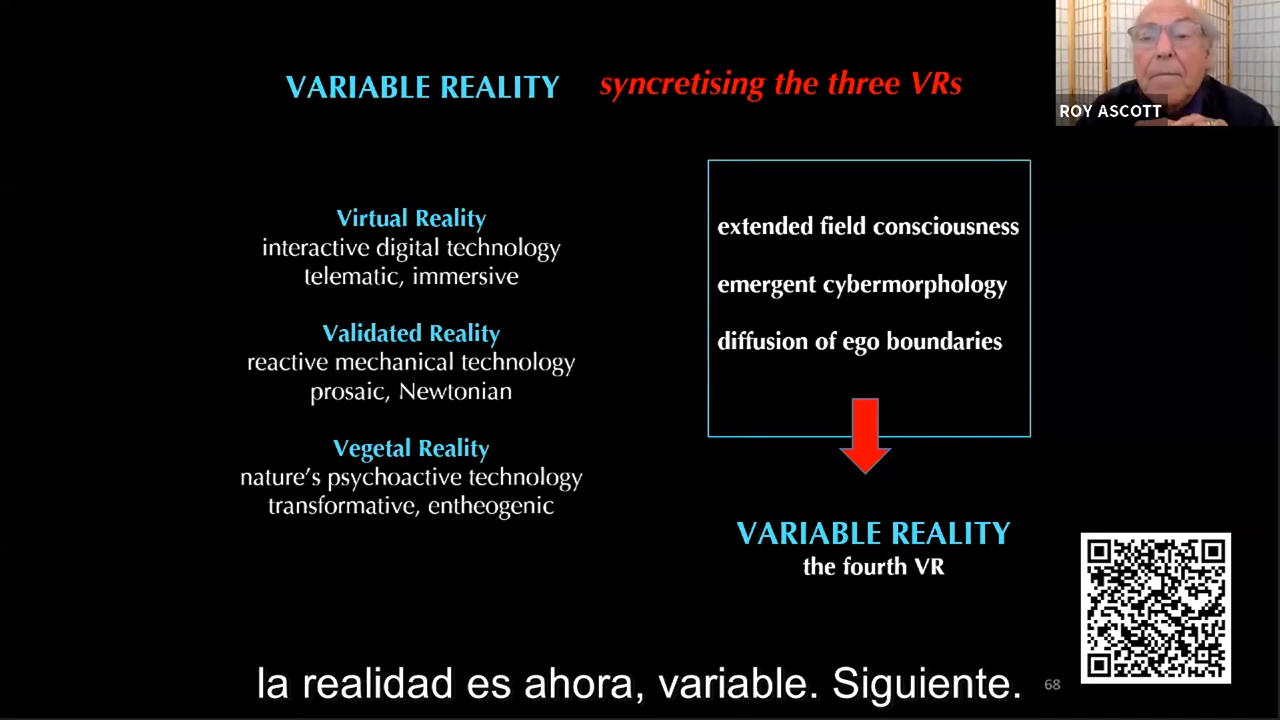 VARIABLE REALITY syncretising the three VRs
ROY ASCOTT
Virtual Reality
interactive digital technology
telematic, immersive
Validated Reality
reactive mechanical technology
prosaic, Newtonian
Vegetal Reality
nature’s psychoactive technology
transformative, entheogenic
extended field consciousness
emergent cybermorphology
diffusion of ego boundaries
VARIABLE REALITY
the fourth VR
la realidad es ahora, variable. Siguiente.
68